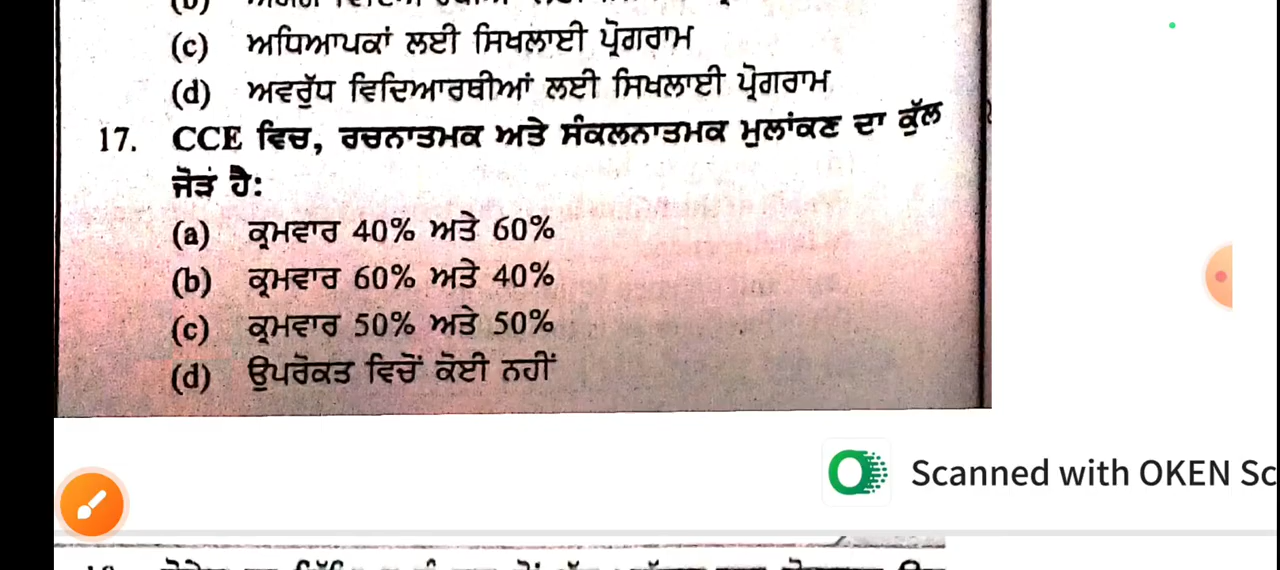 (c) ਅਧਿਆਪਕਾਂ ਲਈ ਸਿਖਲਾਈ ਪ੍ਰੋਗਰਾਮ
(d) ਅਵਰੁੱਧ ਵਿਦਿਆਰਥੀਆਂ ਲਈ ਸਿਖਲਾਈ ਪ੍ਰੋਗਰਾਮ
17. CCE ਵਿਚ, ਰਚਨਾਤਮਕ ਅਤੇ ਸੰਕਲਨਾਤਮਕ ਮੁਲਾਂਕਣ ਦਾ ਕੁੱਲ
ਜੋੜ ਹੈ:
(a) ਕ੍ਰਮਵਾਰ 40% ਅਤੇ 60%
(b) ਕ੍ਰਮਵਾਰ 60% ਅਤੇ 40%
(c) ਕ੍ਰਮਵਾਰ 50% ਅਤੇ 50%
(d) ਉਪਰੋਕਤ ਵਿਚੋਂ ਕੋਈ ਨਹੀਂ
Scanned with OKEN Sc